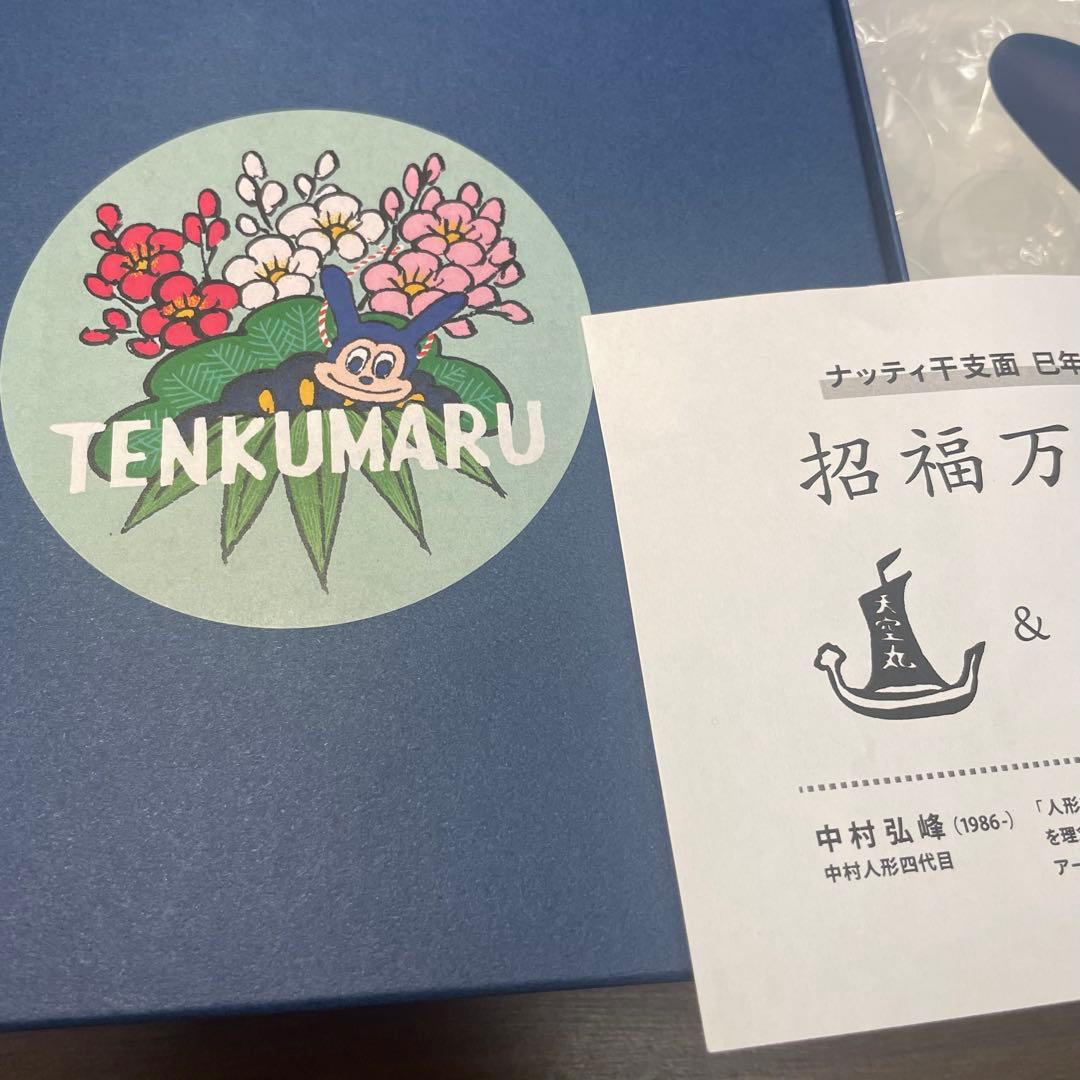 TENKUMARU
ナッティ干支面 巳年
招福万
天空丸
&
中村弘峰 (1986-)
中村人形四代目
「人形
を理
アー